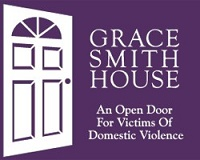 GRACE
SMITH
HOUSE
An Open Door
For Victims Of
Domestic Violence